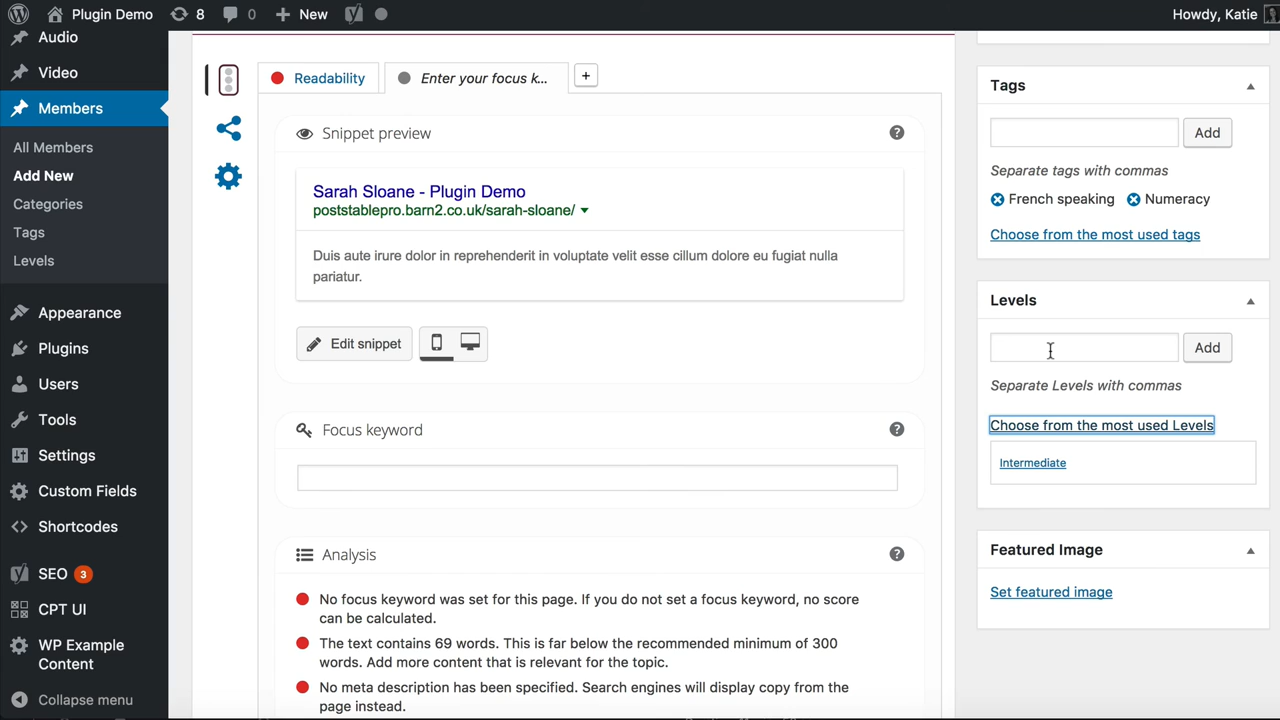 Plugin Demo 8 0 New
Howdy, Katie
Audio
Video
Members
All Members
Add New
Categories
Tags
Levels
Appearance
Plugins
Users
Tools
Settings
Custom Fields
Shortcodes
SEO 3
CPT UI
WP Example
Content
Collapse menu
Readability
Enter your focus k...
+
Snippet preview
?
Sarah Sloane - Plugin Demo
poststablepro.barn2.co.uk/sarah-sloane/
Duis aute irure dolor in reprehenderit in voluptate velit esse cillum dolore eu fugiat nulla
pariatur.
Edit snippet
Focus keyword
?
Analysis
?
No focus keyword was set for this page. If you do not set a focus keyword, no score
can be calculated.
The text contains 69 words. This is far below the recommended minimum of 300
words. Add more content that is relevant for the topic.
No meta description has been specified. Search engines will display copy from the
page instead.
Tags
Add
Separate tags with commas
French speaking Numeracy
Choose from the most used tags
Levels
Add
Separate Levels with commas
Choose from the most used Levels
Intermediate
Featured Image
Set featured image